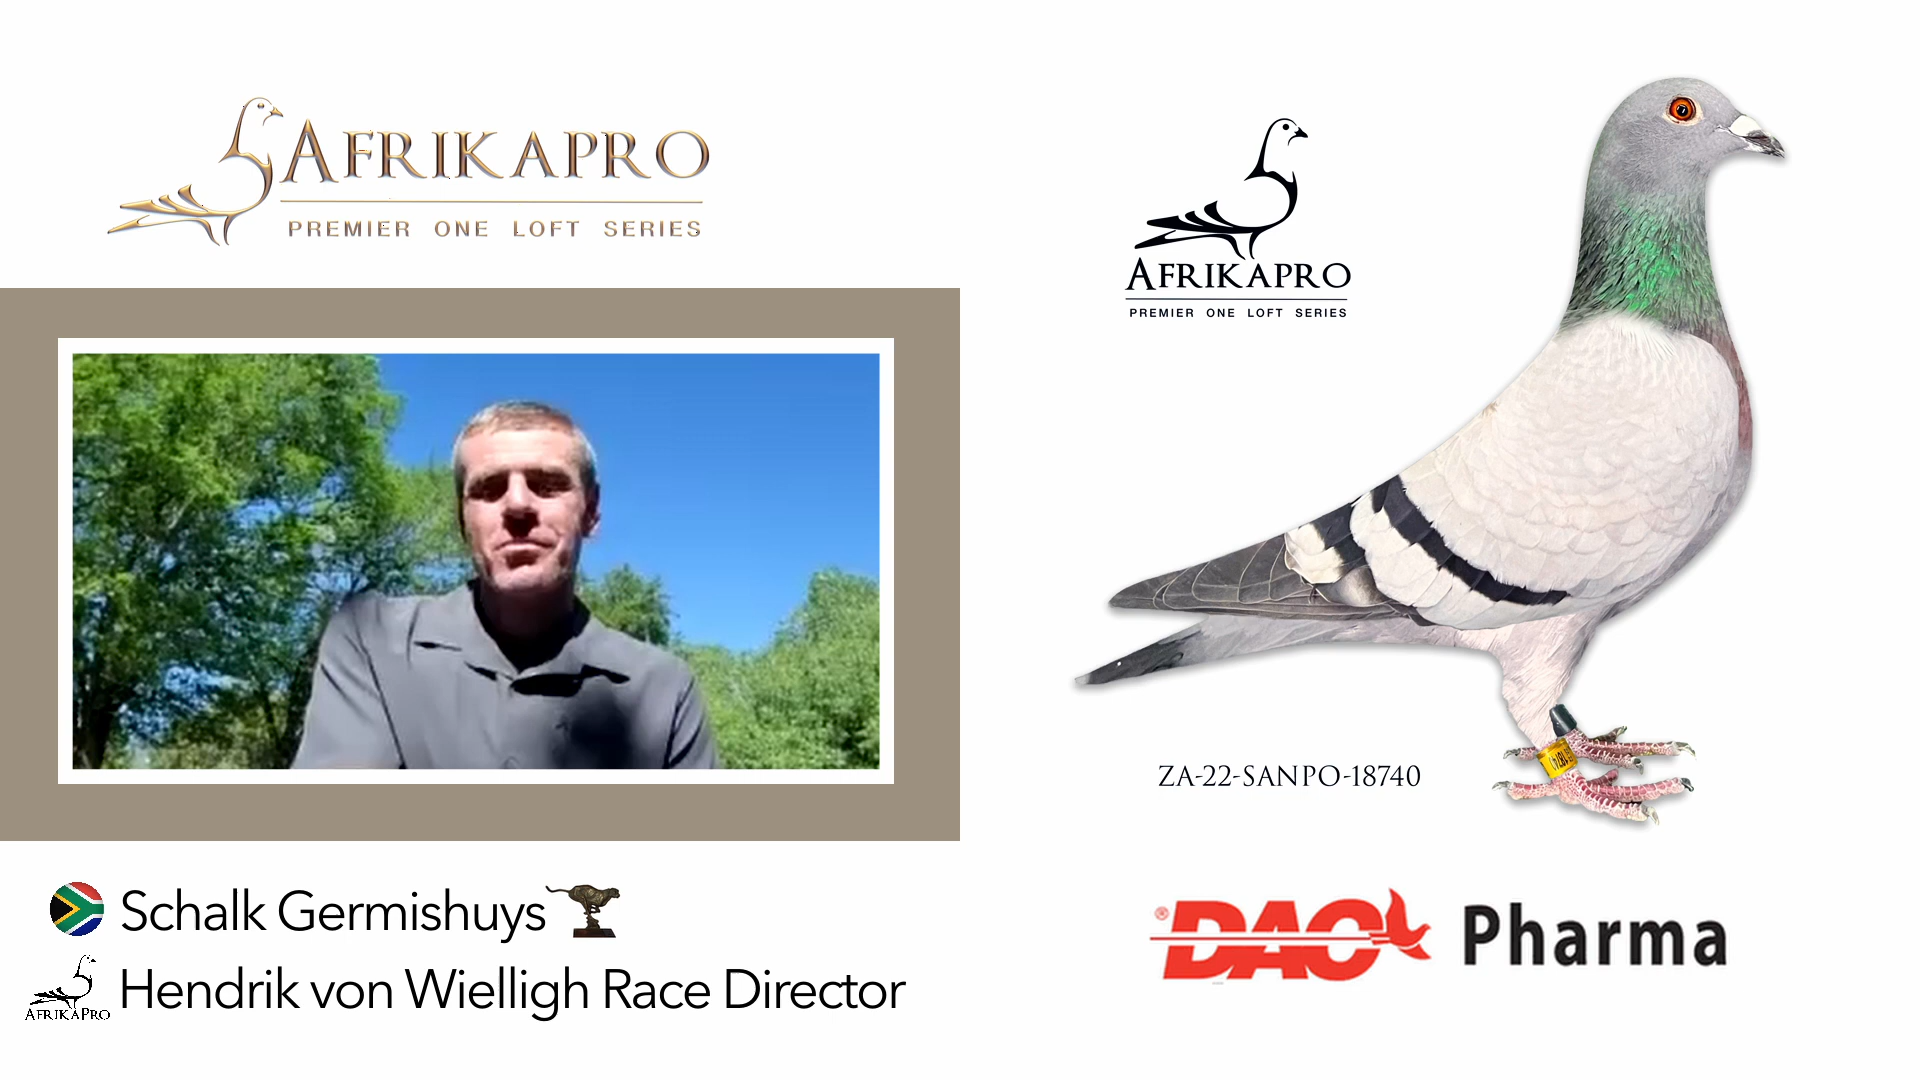 AFRIKAPRO
PREMIER ONE LOFT SERIES
AFRIKAPRO
PREMIER ONE LOFT SERIES
ZA-22-SANPO-18740
Schalk Germishuys
AFRIKAPRO
Hendrik von Wielligh Race Director
® DAC Pharma